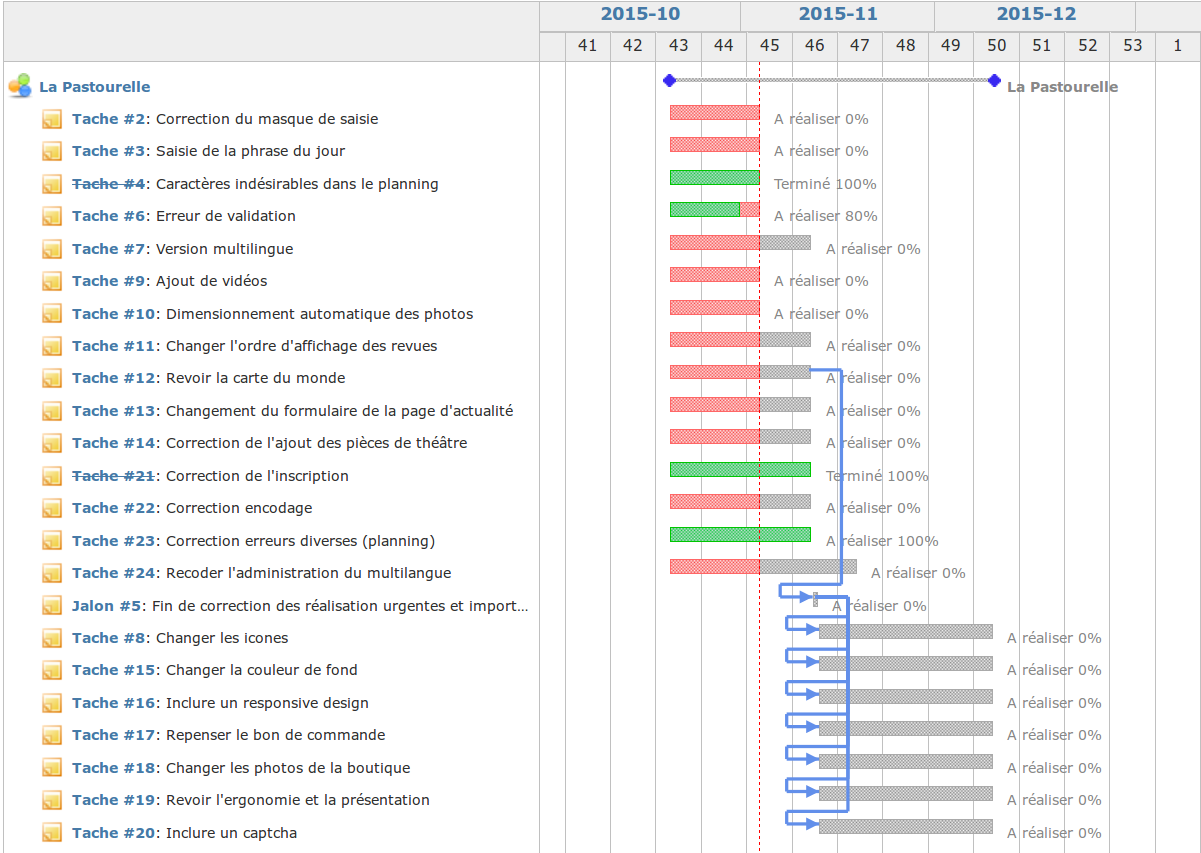 2015-10 2015-11 2015-12
41 42 43 44 45 46 47 48 49 50 51 52 53 1
La Pastourelle La Pastourelle
Tache #2: Correction du masque de saisie A réaliser 0%
Tache #3: Saisie de la phrase du jour A réaliser 0%
Tache #4: Caractères indésirables dans le planning Terminé 100%
Tache #6: Erreur de validation A réaliser 80%
Tache #7: Version multilingue A réaliser 0%
Tache #9: Ajout de vidéos A réaliser 0%
Tache #10: Dimensionnement automatique des photos A réaliser 0%
Tache #11: Changer l'ordre d'affichage des revues A réaliser 0%
Tache #12: Revoir la carte du monde A réaliser 0%
Tache #13: Changement du formulaire de la page d'actualité A réaliser 0%
Tache #14: Correction de l'ajout des pièces de théâtre A réaliser 0%
Tache #21: Correction de l'inscription Terminé 100%
Tache #22: Correction encodage A réaliser 0%
Tache #23: Correction erreurs diverses (planning) A réaliser 100%
Tache #24: Recoder l'administration du multilangue A réaliser 0%
Jalon #5: Fin de correction des réalisation urgentes et import... A réaliser 0%
Tache #8: Changer les icones A réaliser 0%
Tache #15: Changer la couleur de fond A réaliser 0%
Tache #16: Inclure un responsive design A réaliser 0%
Tache #17: Repenser le bon de commande A réaliser 0%
Tache #18: Changer les photos de la boutique A réaliser 0%
Tache #19: Revoir l'ergonomie et la présentation A réaliser 0%
Tache #20: Inclure un captcha A réaliser 0%